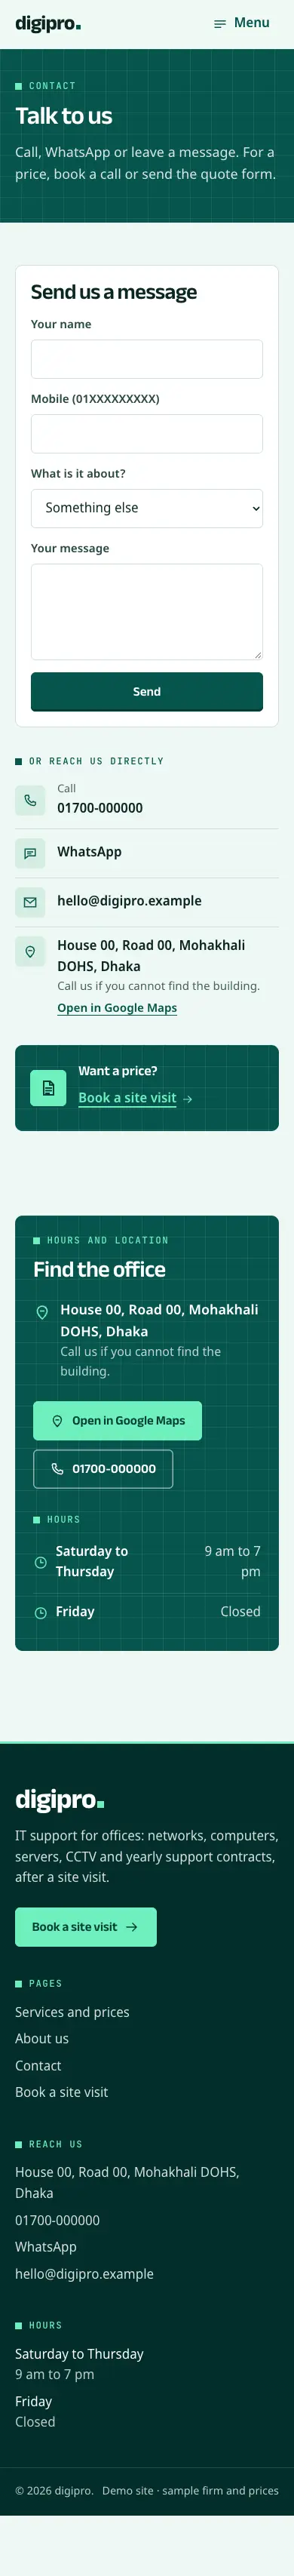 digipro.
Menu
CONTACT
Talk to us
Call, WhatsApp or leave a message. For a
price, book a call or send the quote form.
Send us a message
Your name
Mobile (01XXXXXXXXX)
What is it about?
Something else
Your message
Send
OR REACH US DIRECTLY
Call
01700-000000
WhatsApp
hello@digipro.example
House 00, Road 00, Mohakhali
DOHS, Dhaka
Call us if you cannot find the building.
Open in Google Maps
Want a price?
Book a site visit →
HOURS AND LOCATION
Find the office
House 00, Road 00, Mohakhali
DOHS, Dhaka
Call us if you cannot find the
building.
Open in Google Maps
01700-000000
HOURS
Saturday to 9 am to 7
Thursday pm
Friday Closed
digipro.
IT support for offices: networks, computers,
servers, CCTV and yearly support contracts,
after a site visit.
Book a site visit →
PAGES
Services and prices
About us
Contact
Book a site visit
REACH US
House 00, Road 00, Mohakhali DOHS,
Dhaka
01700-000000
WhatsApp
hello@digipro.example
HOURS
Saturday to Thursday
9 am to 7 pm
Friday
Closed
© 2026 digipro. Demo site · sample firm and prices